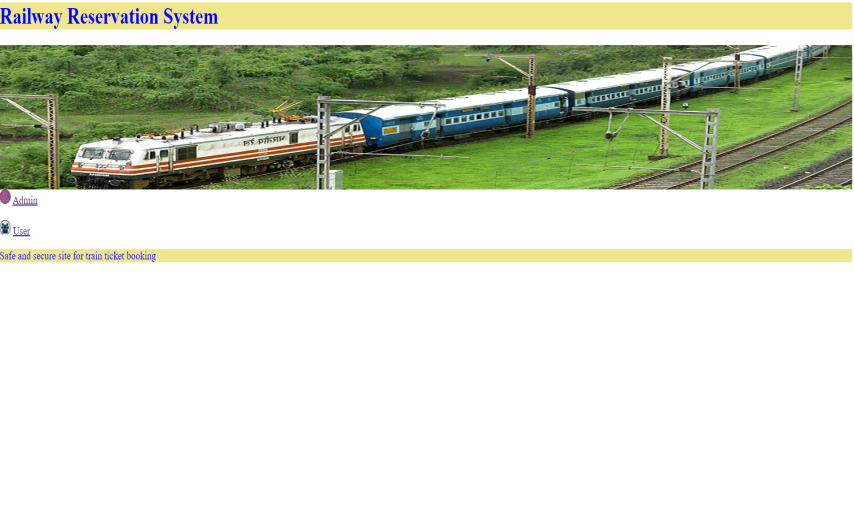 Railway Reservation System
Admin
User
Safe and secure site for train ticket booking